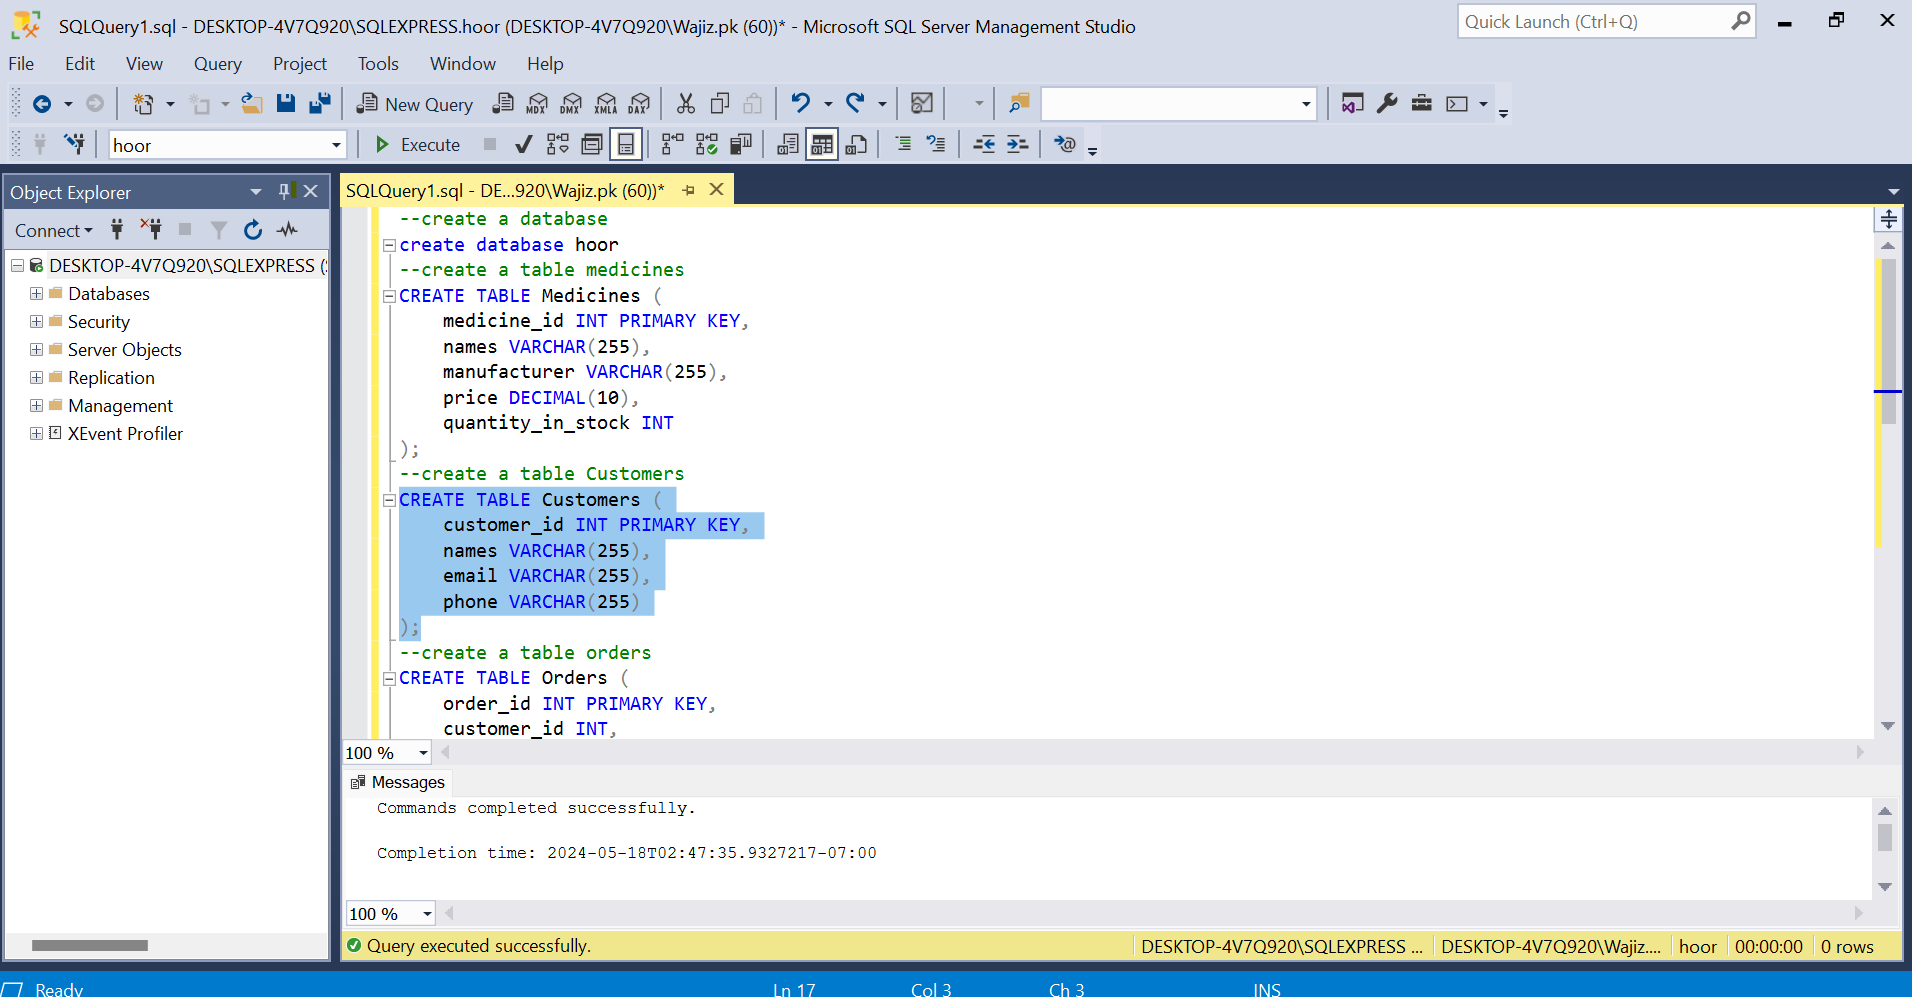 SQLQuery1.sql - DESKTOP-4V7Q920\SQLEXPRESS.hoor (DESKTOP-4V7Q920\Wajiz.pk (60))* - Microsoft SQL Server Management Studio
Quick Launch (Ctrl+Q)
File Edit View Query Project Tools Window Help
New Query MDX DMX XMLA DAX
hoor Execute
Object Explorer
SQLQuery1.sql - DE...920\Wajiz.pk (60))*
Connect
DESKTOP-4V7Q920\SQLEXPRESS (
Databases
Security
Server Objects
Replication
Management
XEvent Profiler
--create a database
create database hoor
--create a table medicines
CREATE TABLE Medicines (
medicine_id INT PRIMARY KEY,
names VARCHAR(255),
manufacturer VARCHAR(255),
price DECIMAL(10),
quantity_in_stock INT
);
--create a table Customers
CREATE TABLE Customers (
customer_id INT PRIMARY KEY,
names VARCHAR(255),
email VARCHAR(255),
phone VARCHAR(255)
);
--create a table orders
CREATE TABLE Orders (
order_id INT PRIMARY KEY,
customer_id INT,
100 %
Messages
Commands completed successfully.
Completion time: 2024-05-18T02:47:35.9327217-07:00
100 %
Query executed successfully. DESKTOP-4V7Q920\SQLEXPRESS ... DESKTOP-4V7Q920\Wajiz.... hoor 00:00:00 0 rows
Ready Ln 17 Col 3 Ch 3 INS